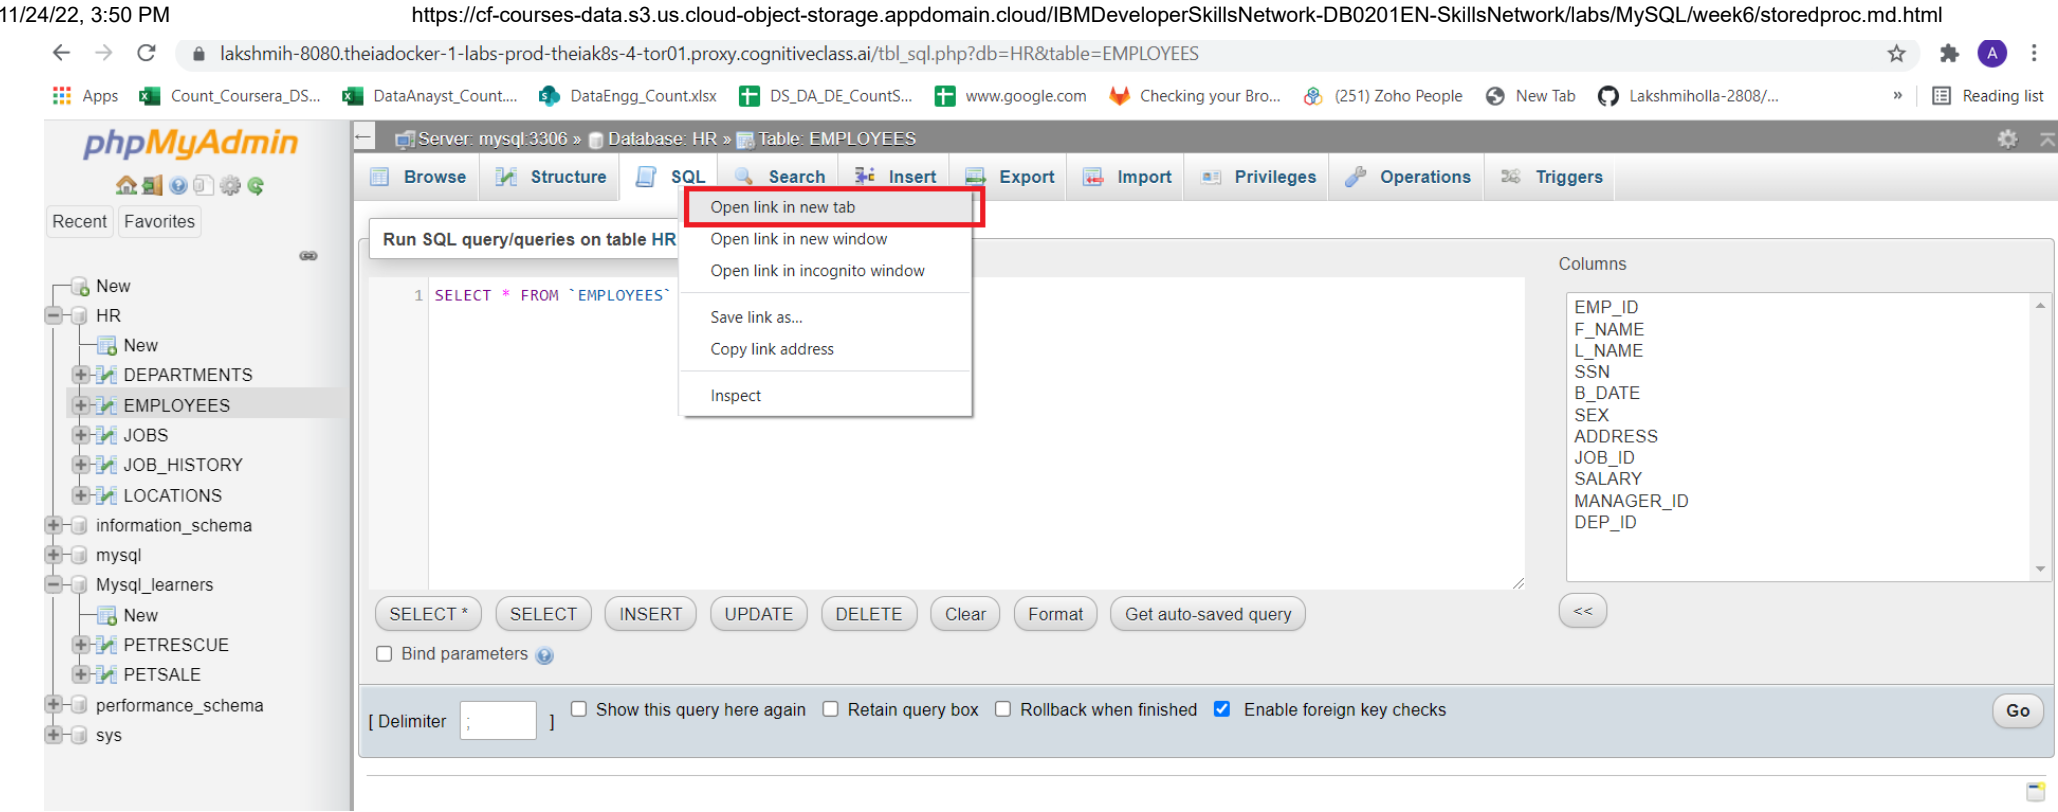 11/24/22, 3:50 PM https://cf-courses-data.s3.us.cloud-object-storage.appdomain.cloud/IBMDeveloperSkillsNetwork-DB0201EN-SkillsNetwork/labs/MySQL/week6/storedproc.md.html
lakshmih-8080.theiadocker-1-labs-prod-theiak8s-4-tor01.proxy.cognitiveclass.ai/tbl_sql.php?db=HR&table=EMPLOYEES A
Apps Count_Coursera_DS... DataAnayst_Count.... DataEngg_Count.xlsx DS_DA_DE_CountS... www.google.com Checking your Bro... (251) Zoho People New Tab Lakshmiholla-2808/... » Reading list
phpMyAdmin
Recent Favorites
New
HR
New
DEPARTMENTS
EMPLOYEES
JOBS
JOB_HISTORY
LOCATIONS
information_schema
mysql
Mysql_learners
New
PETRESCUE
PETSALE
performance_schema
sys
Server: mysql:3306 » Database: HR » Table: EMPLOYEES
Browse Structure SQL Search Insert Export Import Privileges Operations Triggers
Open link in new tab
Open link in new window
Open link in incognito window
Save link as...
Copy link address
Inspect
Run SQL query/queries on table HR
1 SELECT * FROM `EMPLOYEES`
Columns
EMP_ID
F_NAME
L_NAME
SSN
B_DATE
SEX
ADDRESS
JOB_ID
SALARY
MANAGER_ID
DEP_ID
SELECT * SELECT INSERT UPDATE DELETE Clear Format Get auto-saved query <<
Bind parameters
[ Delimiter ; ] Show this query here again Retain query box Rollback when finished Enable foreign key checks Go